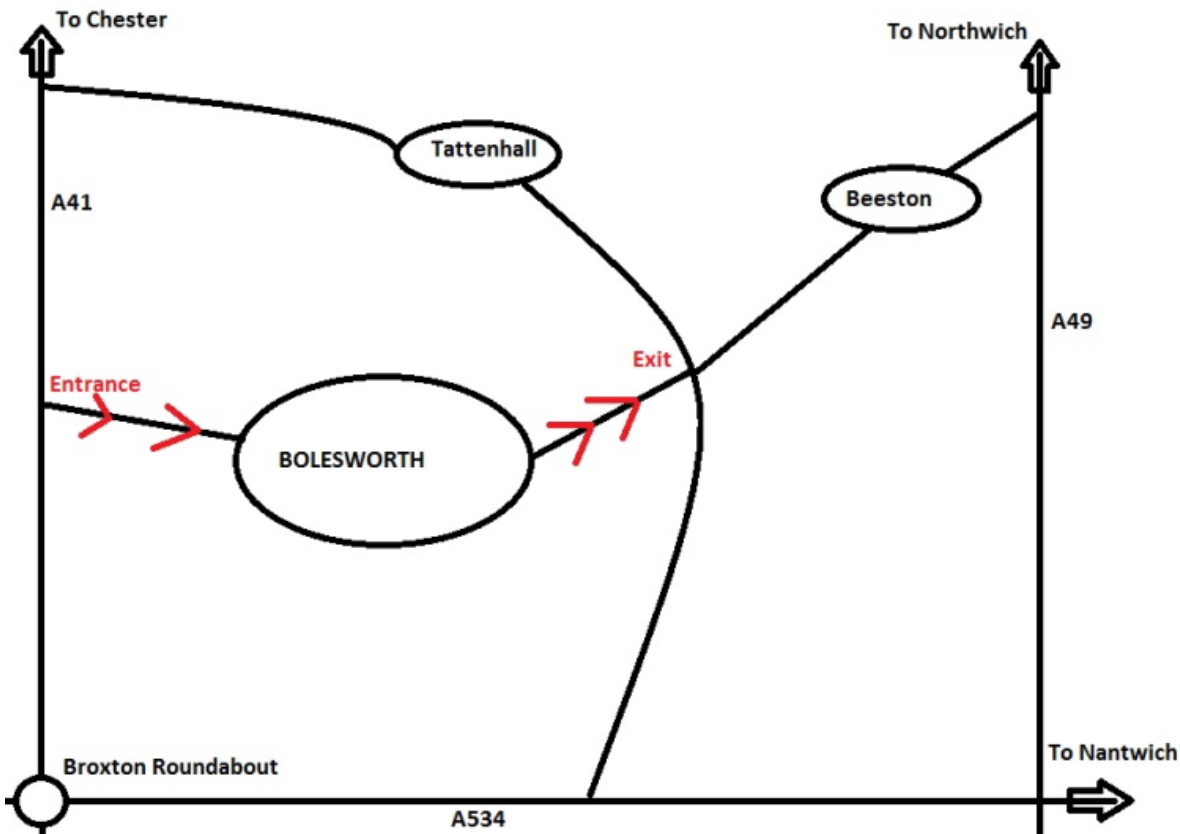 To Chester
To Northwich
Tattenhall
A41
Beeston
A49
Exit
Entrance
BOLESWORTH
To Nantwich
Broxton Roundabout
A534